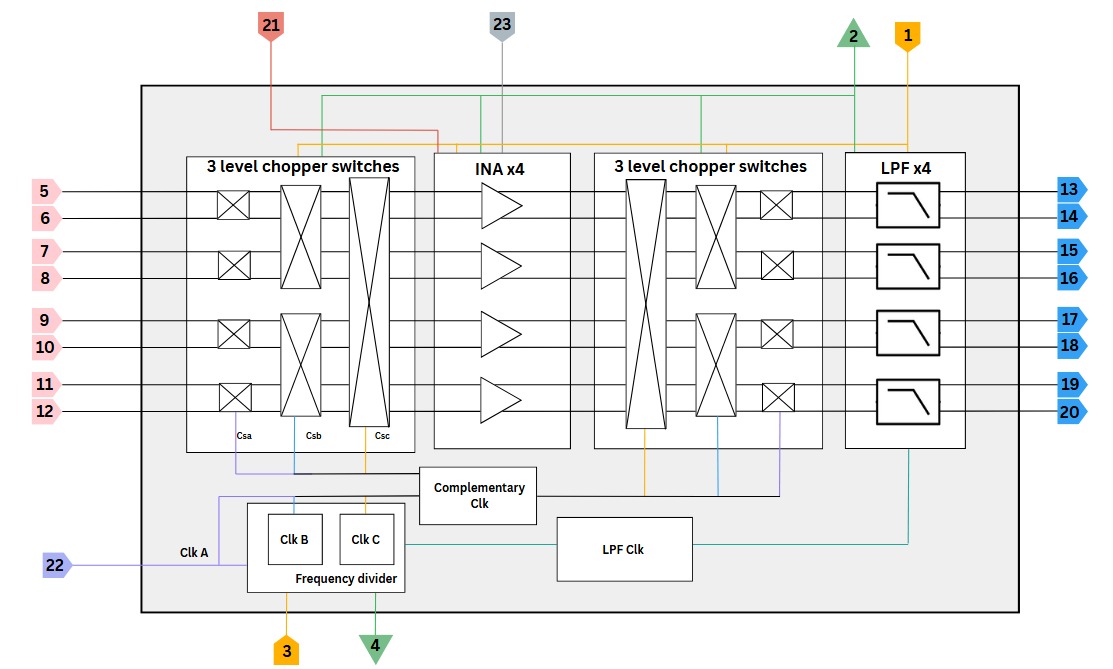 21
23
2
1
3 level chopper switches
INA x4
3 level chopper switches
LPF x4
5
6
7
8
9
10
11
12
13
14
15
16
17
18
19
20
Csa
Csb
Csc
Complementary
Clk
Clk A
Clk B
Clk C
Frequency divider
LPF Clk
22
3
4